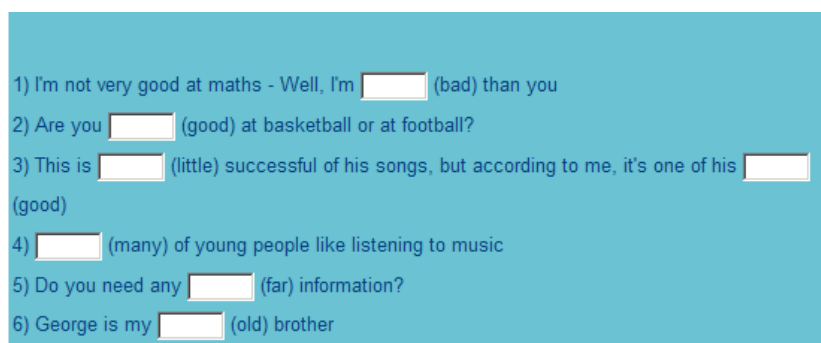 1) I'm not very good at maths - Well, I'm (bad) than you
2) Are you (good) at basketball or at football?
3) This is (little) successful of his songs, but according to me, it's one of his
(good)
4) (many) of young people like listening to music
5) Do you need any (far) information?
6) George is my (old) brother